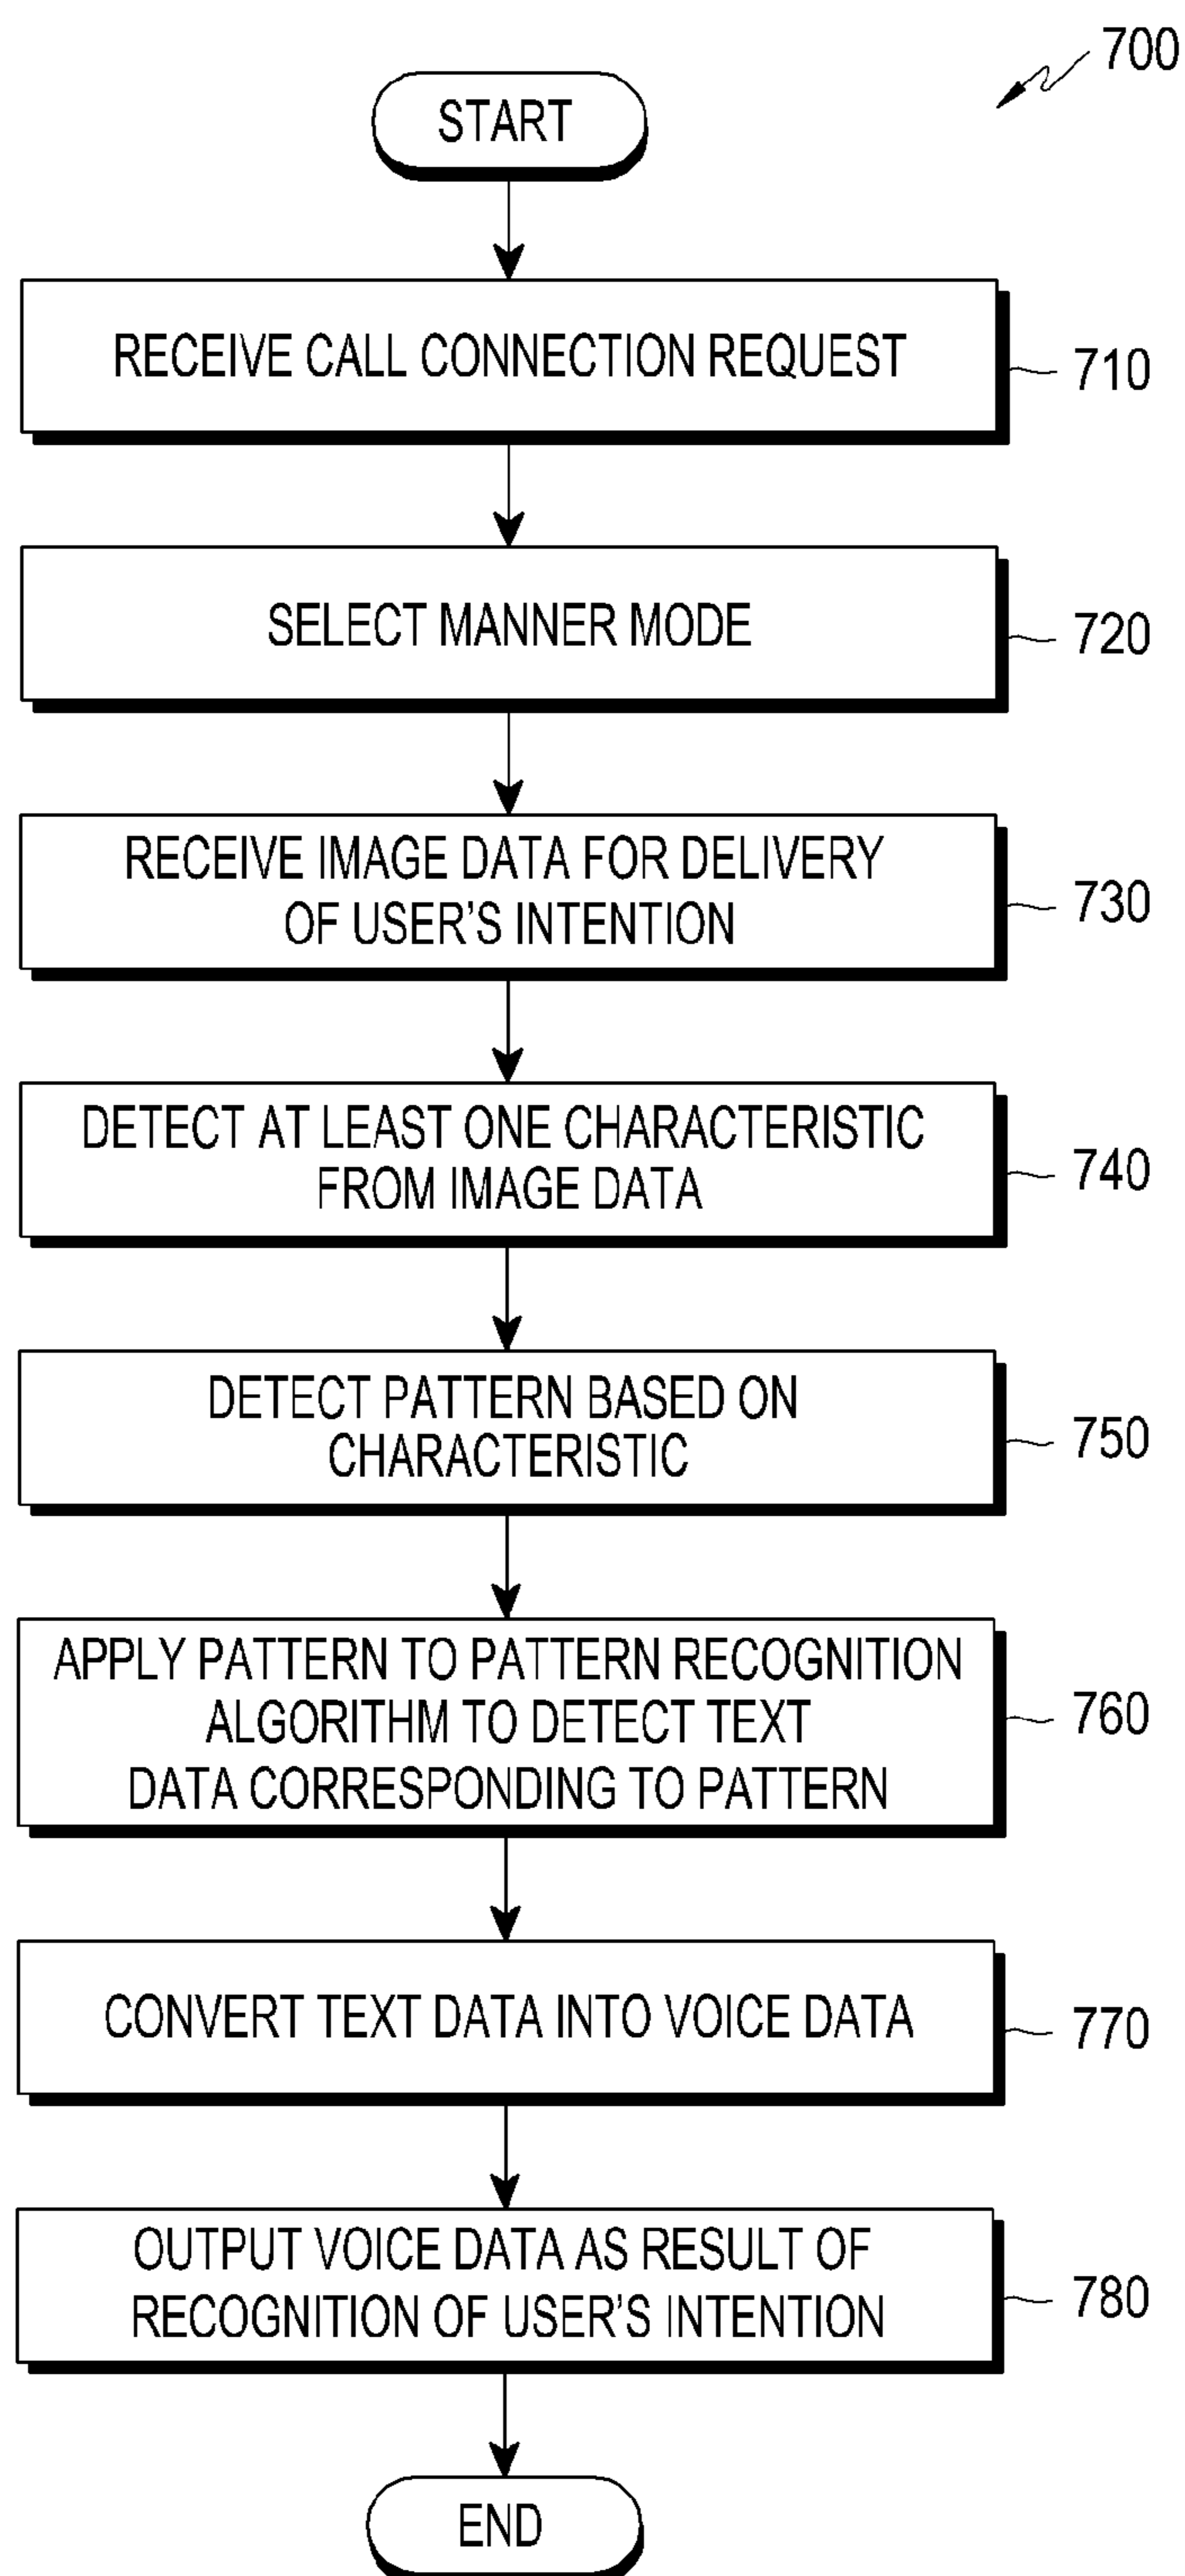 700
START
RECEIVE CALL CONNECTION REQUEST
710
SELECT MANNER MODE
720
RECEIVE IMAGE DATA FOR DELIVERY
OF USER'S INTENTION
730
DETECT AT LEAST ONE CHARACTERISTIC
FROM IMAGE DATA
740
DETECT PATTERN BASED ON
CHARACTERISTIC
750
APPLY PATTERN TO PATTERN RECOGNITION
ALGORITHM TO DETECT TEXT
DATA CORRESPONDING TO PATTERN
760
CONVERT TEXT DATA INTO VOICE DATA
770
OUTPUT VOICE DATA AS RESULT OF
RECOGNITION OF USER'S INTENTION
780
END